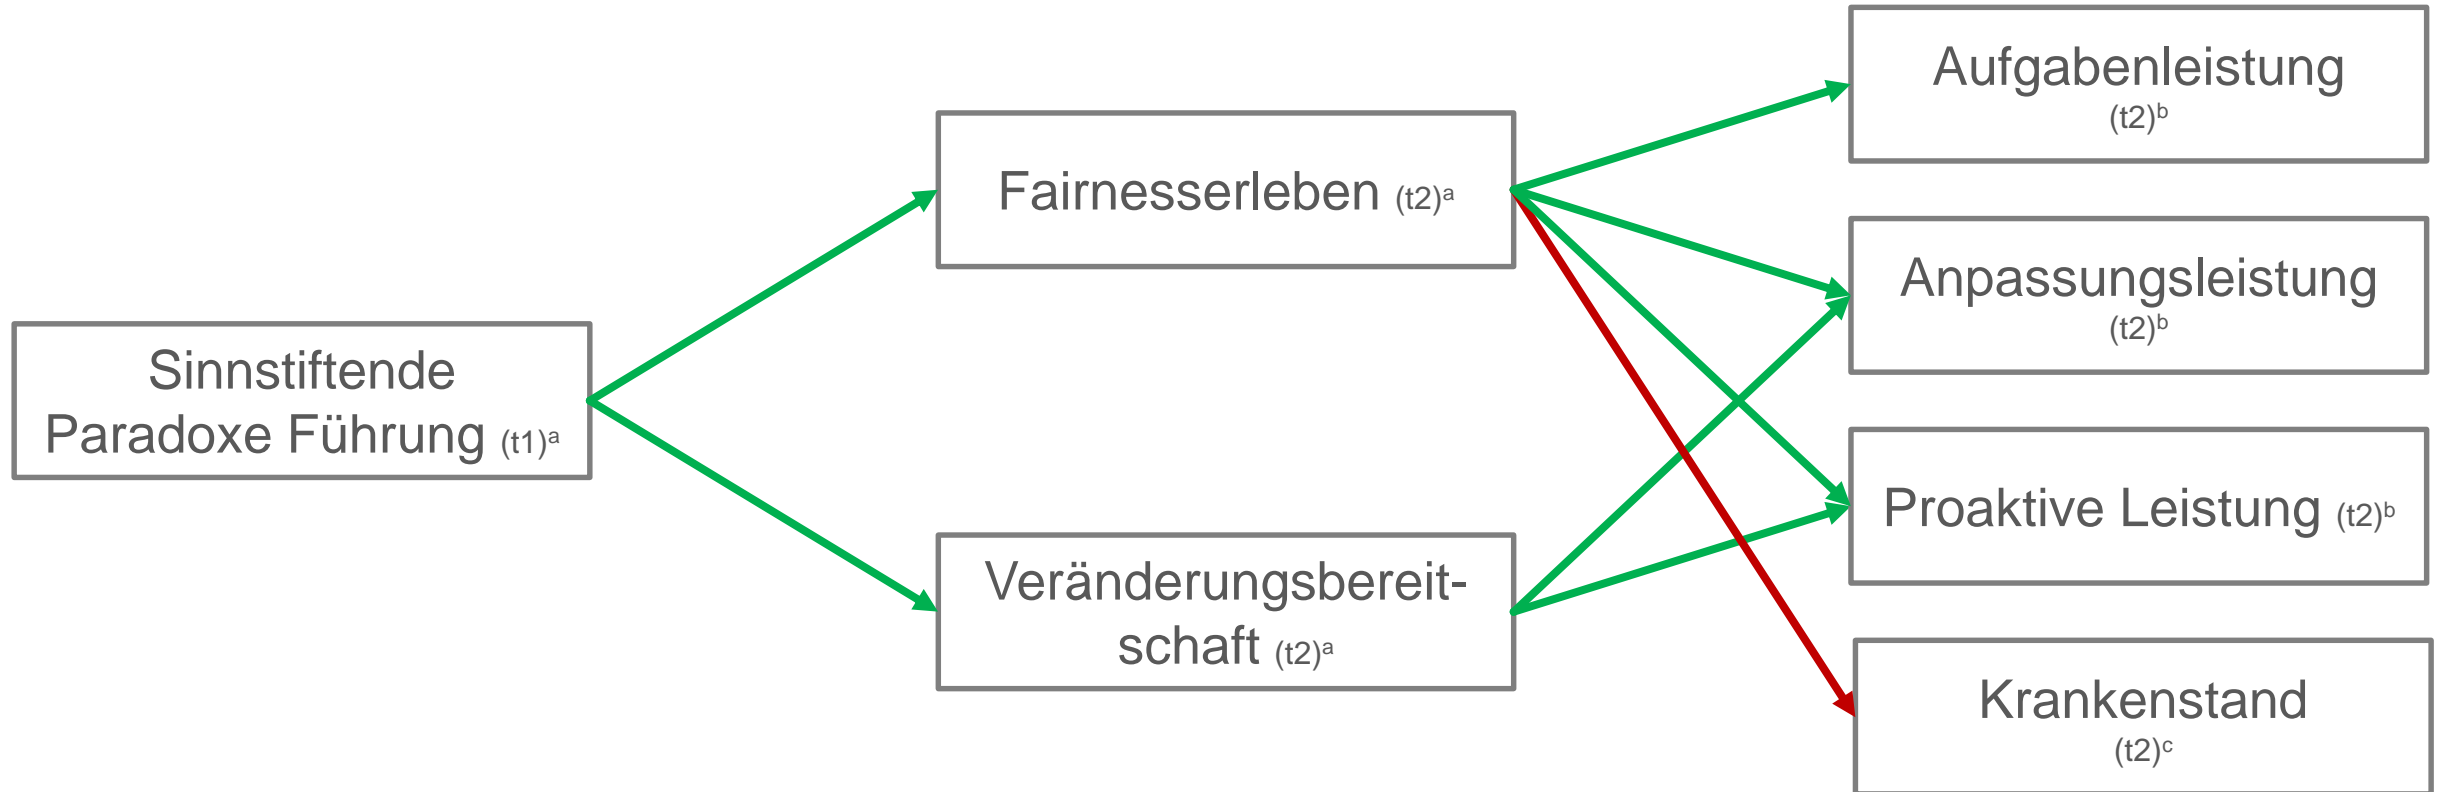 Sinnstiftende
Paradoxe Führung (t1)ᵃ
Fairnesserleben (t2)ᵃ
Veränderungsbereit-
schaft (t2)ᵃ
Aufgabenleistung
(t2)ᵇ
Anpassungsleistung
(t2)ᵇ
Proaktive Leistung (t2)ᵇ
Krankenstand
(t2)ᶜ